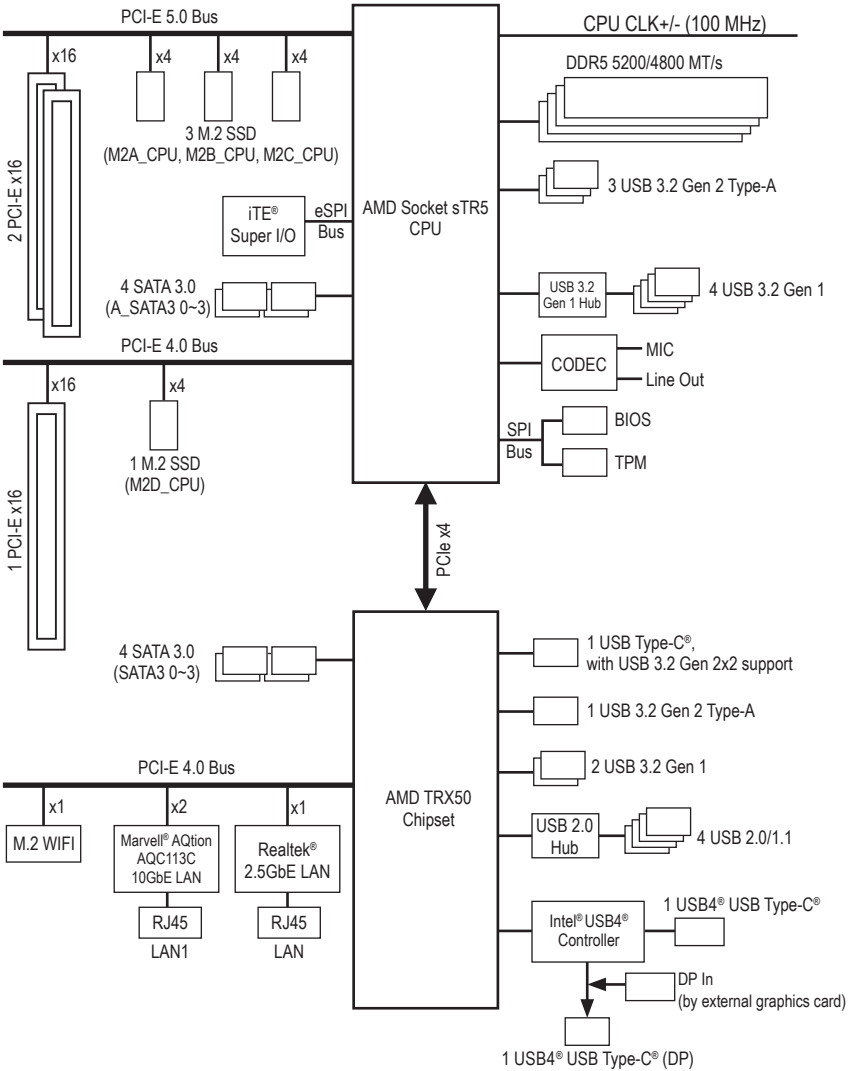 PCI-E 5.0 Bus
CPU CLK+/- (100 MHz)
x16
x4
x4
x4
DDR5 5200/4800 MT/s
3 M.2 SSD
(M2A_CPU, M2B_CPU, M2C_CPU)
2 PCI-E x16
iTE®
Super I/O
eSPI
Bus
AMD Socket sTR5
CPU
3 USB 3.2 Gen 2 Type-A
4 SATA 3.0
(A_SATA3 0~3)
USB 3.2
Gen 1 Hub
4 USB 3.2 Gen 1
PCI-E 4.0 Bus
x16
x4
CODEC
MIC
Line Out
1 M.2 SSD
(M2D_CPU)
SPI
Bus
BIOS
TPM
1 PCI-E x16
PCIe x4
4 SATA 3.0
(SATA3 0~3)
1 USB Type-C®,
with USB 3.2 Gen 2x2 support
1 USB 3.2 Gen 2 Type-A
PCI-E 4.0 Bus
2 USB 3.2 Gen 1
AMD TRX50
Chipset
x1
x2
x1
M.2 WIFI
Marvell® AQtion
AQC113C
10GbE LAN
Realtek®
2.5GbE LAN
USB 2.0
Hub
4 USB 2.0/1.1
RJ45
LAN1
RJ45
LAN
Intel® USB4®
Controller
1 USB4® USB Type-C®
DP In
(by external graphics card)
1 USB4® USB Type-C® (DP)